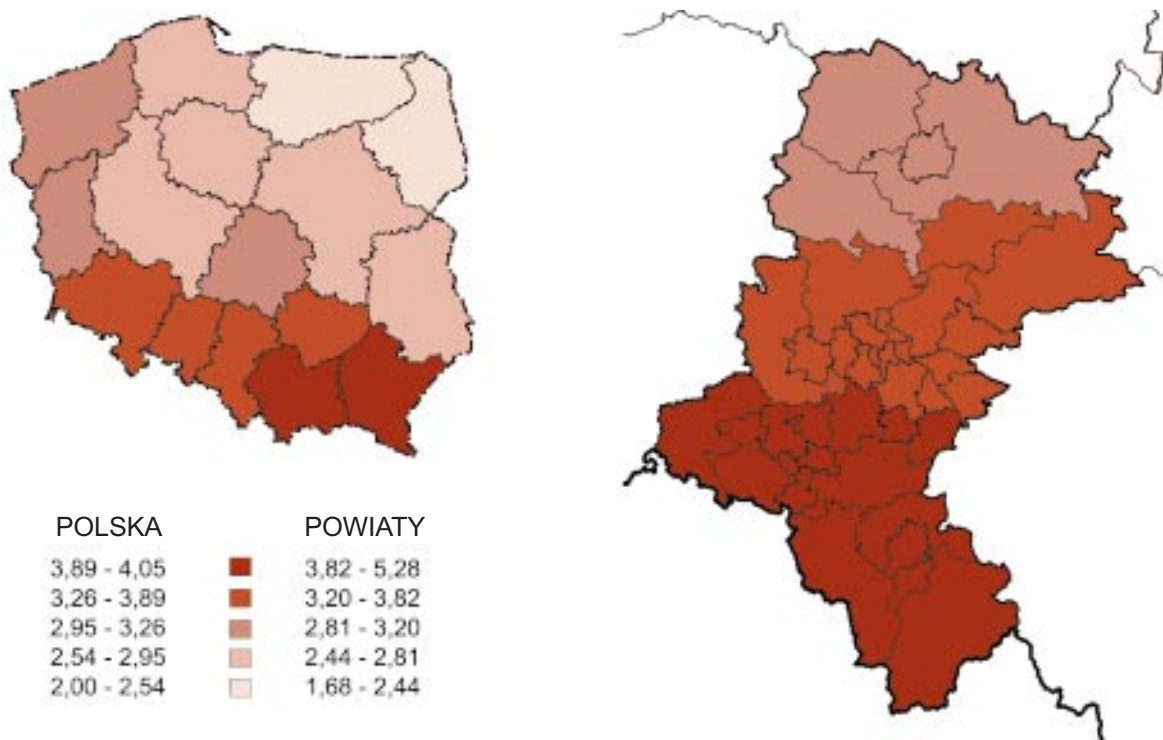 POLSKA POWIATY
3,89 - 4,05 3,82 - 5,28
3,26 - 3,89 3,20 - 3,82
2,95 - 3,26 2,81 - 3,20
2,54 - 2,95 2,44 - 2,81
2,00 - 2,54 1,68 - 2,44